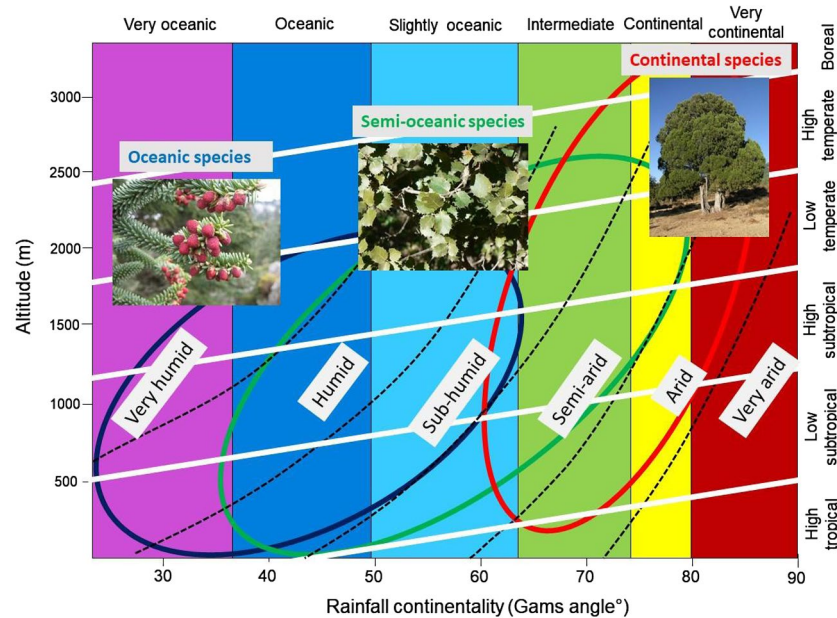 Very oceanic
Oceanic
Slightly oceanic
Intermediate
Continental
Very
continental
Boreal
Continental species
3000
High
temperate
Semi-oceanic species
Oceanic species
2500
Low
temperate
2000
Altitude (m)
High
subtropical
1500
Very humid
Humid
Sub-humid
Semi-arid
Arid
Very arid
1000
Low
subtropical
500
High
tropical
30
40
50
60
70
80
90
Rainfall continentality (Gams angle°)